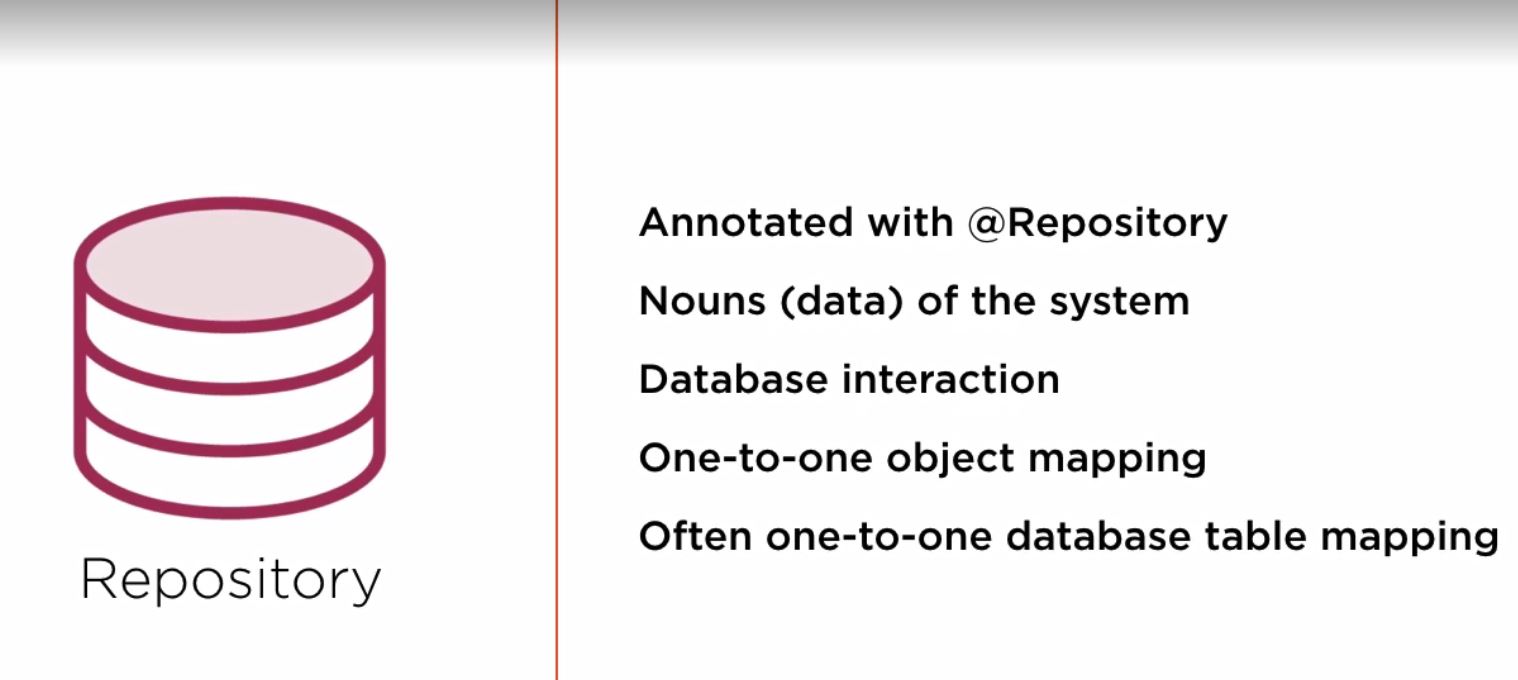 Repository
Annotated with @Repository
Nouns (data) of the system
Database interaction
One-to-one object mapping
Often one-to-one database table mapping